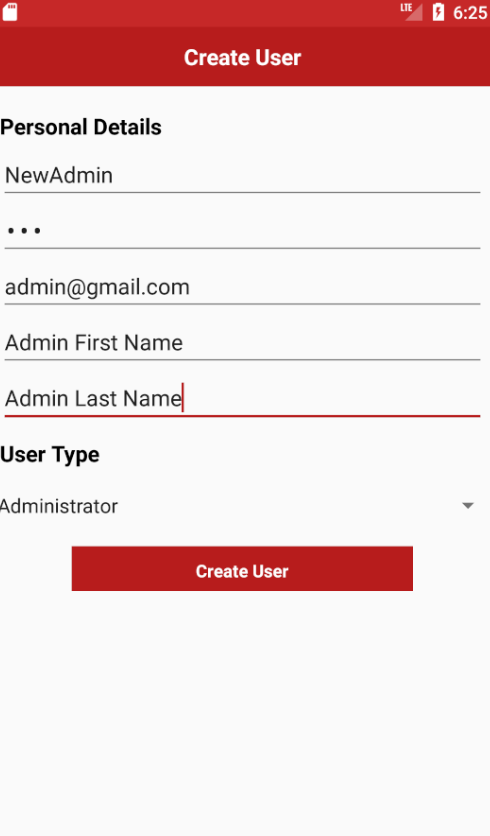 LTE 6:25
Create User
Personal Details
NewAdmin
•••
admin@gmail.com
Admin First Name
Admin Last Name
User Type
Administrator
Create User